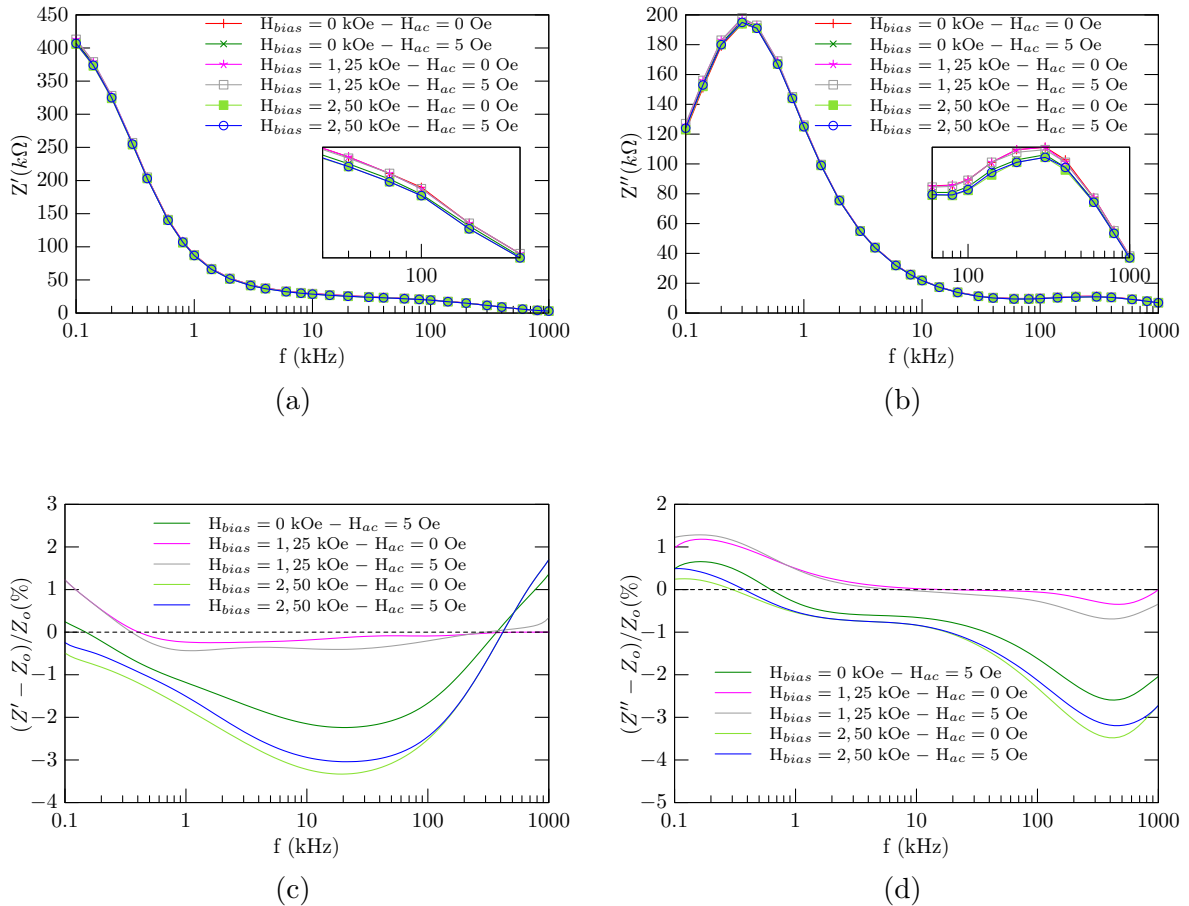 Z′(kΩ)
450
400
350
300
250
200
150
100
50
0
H_bias = 0 kOe − H_ac = 0 Oe
H_bias = 0 kOe − H_ac = 5 Oe
H_bias = 1,25 kOe − H_ac = 0 Oe
H_bias = 1,25 kOe − H_ac = 5 Oe
H_bias = 2,50 kOe − H_ac = 0 Oe
H_bias = 2,50 kOe − H_ac = 5 Oe
100
0.1 1 10 100 1000
f (kHz)
(a)
Z″(kΩ)
200
180
160
140
120
100
80
60
40
20
0
H_bias = 0 kOe − H_ac = 0 Oe
H_bias = 0 kOe − H_ac = 5 Oe
H_bias = 1,25 kOe − H_ac = 0 Oe
H_bias = 1,25 kOe − H_ac = 5 Oe
H_bias = 2,50 kOe − H_ac = 0 Oe
H_bias = 2,50 kOe − H_ac = 5 Oe
100 1000
0.1 1 10 100 1000
f (kHz)
(b)
(Z′ − Z_o)/Z_o(%)
3
2
1
0
−1
−2
−3
−4
H_bias = 0 kOe − H_ac = 5 Oe
H_bias = 1,25 kOe − H_ac = 0 Oe
H_bias = 1,25 kOe − H_ac = 5 Oe
H_bias = 2,50 kOe − H_ac = 0 Oe
H_bias = 2,50 kOe − H_ac = 5 Oe
0.1 1 10 100 1000
f (kHz)
(c)
(Z″ − Z_o)/Z_o(%)
2
1
0
−1
−2
−3
−4
−5
H_bias = 0 kOe − H_ac = 5 Oe
H_bias = 1,25 kOe − H_ac = 0 Oe
H_bias = 1,25 kOe − H_ac = 5 Oe
H_bias = 2,50 kOe − H_ac = 0 Oe
H_bias = 2,50 kOe − H_ac = 5 Oe
0.1 1 10 100 1000
f (kHz)
(d)